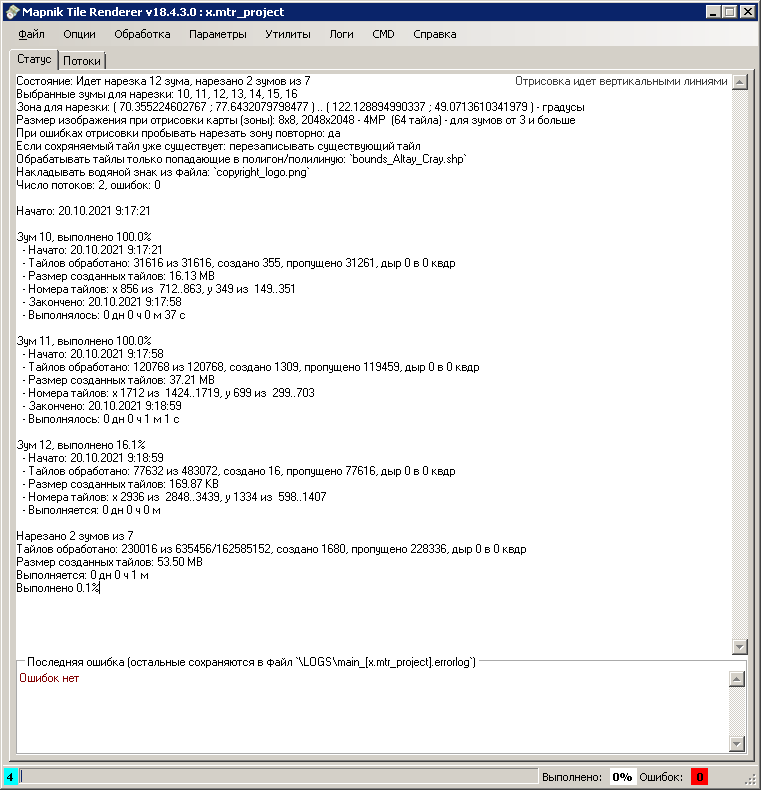 Mapnik Tile Renderer v18.4.3.0 : x.mtr_project
Файл Опции Обработка Параметры Утилиты Логи CMD Справка
Статус Потоки
Состояние: Идет нарезка 12 зума, нарезано 2 зумов из 7 Отрисовка идет вертикальными линиями
Выбранные зумы для нарезки: 10, 11, 12, 13, 14, 15, 16
Зона для нарезки: ( 70.355224602767 ; 77.6432079798477 ) .. ( 122.128894990337 ; 49.0713610341979 ) - градусы
Размер изображения при отрисовки карты (зоны): 8x8, 2048x2048 - 4MP (64 тайла) - для зумов от 3 и больше
При ошибках отрисовки пробывать нарезать зону повторно: да
Если сохряняемый тайл уже существует: перезаписывать существующий тайл
Обрабатывать тайлы только попадающие в полигон/полилиную: `bounds_Altay_Cray.shp`
Накладывать водяной знак из файла: `copyright_logo.png`
Число потоков: 2, ошибок: 0
Начато: 20.10.2021 9:17:21
Зум 10, выполнено 100.0%
- Начато: 20.10.2021 9:17:21
- Тайлов обработано: 31616 из 31616, создано 355, пропущено 31261, дыр 0 в 0 квдр
- Размер созданных тайлов: 16.13 MB
- Номера тайлов: x 856 из 712..863, y 349 из 149..351
- Закончено: 20.10.2021 9:17:58
- Выполнялось: 0 дн 0 ч 0 м 37 с
Зум 11, выполнено 100.0%
- Начато: 20.10.2021 9:17:58
- Тайлов обработано: 120768 из 120768, создано 1309, пропущено 119459, дыр 0 в 0 квдр
- Размер созданных тайлов: 37.21 MB
- Номера тайлов: x 1712 из 1424..1719, y 699 из 299..703
- Закончено: 20.10.2021 9:18:59
- Выполнялось: 0 дн 0 ч 1 м 1 с
Зум 12, выполнено 16.1%
- Начато: 20.10.2021 9:18:59
- Тайлов обработано: 77632 из 483072, создано 16, пропущено 77616, дыр 0 в 0 квдр
- Размер созданных тайлов: 169.87 KB
- Номера тайлов: x 2936 из 2848..3439, y 1334 из 598..1407
- Выполняется: 0 дн 0 ч 0 м
Нарезано 2 зумов из 7
Тайлов обработано: 230016 из 635456/162585152, создано 1680, пропущено 228336, дыр 0 в 0 квдр
Размер созданных тайлов: 53.50 MB
Выполняется: 0 дн 0 ч 1 м
Выполнено 0.1%
Последняя ошибка (остальные сохраняются в файл `\LOGS\main_[x.mtr_project].errorlog`)
Ошибок нет
4 Выполнено: 0% Ошибок: 0